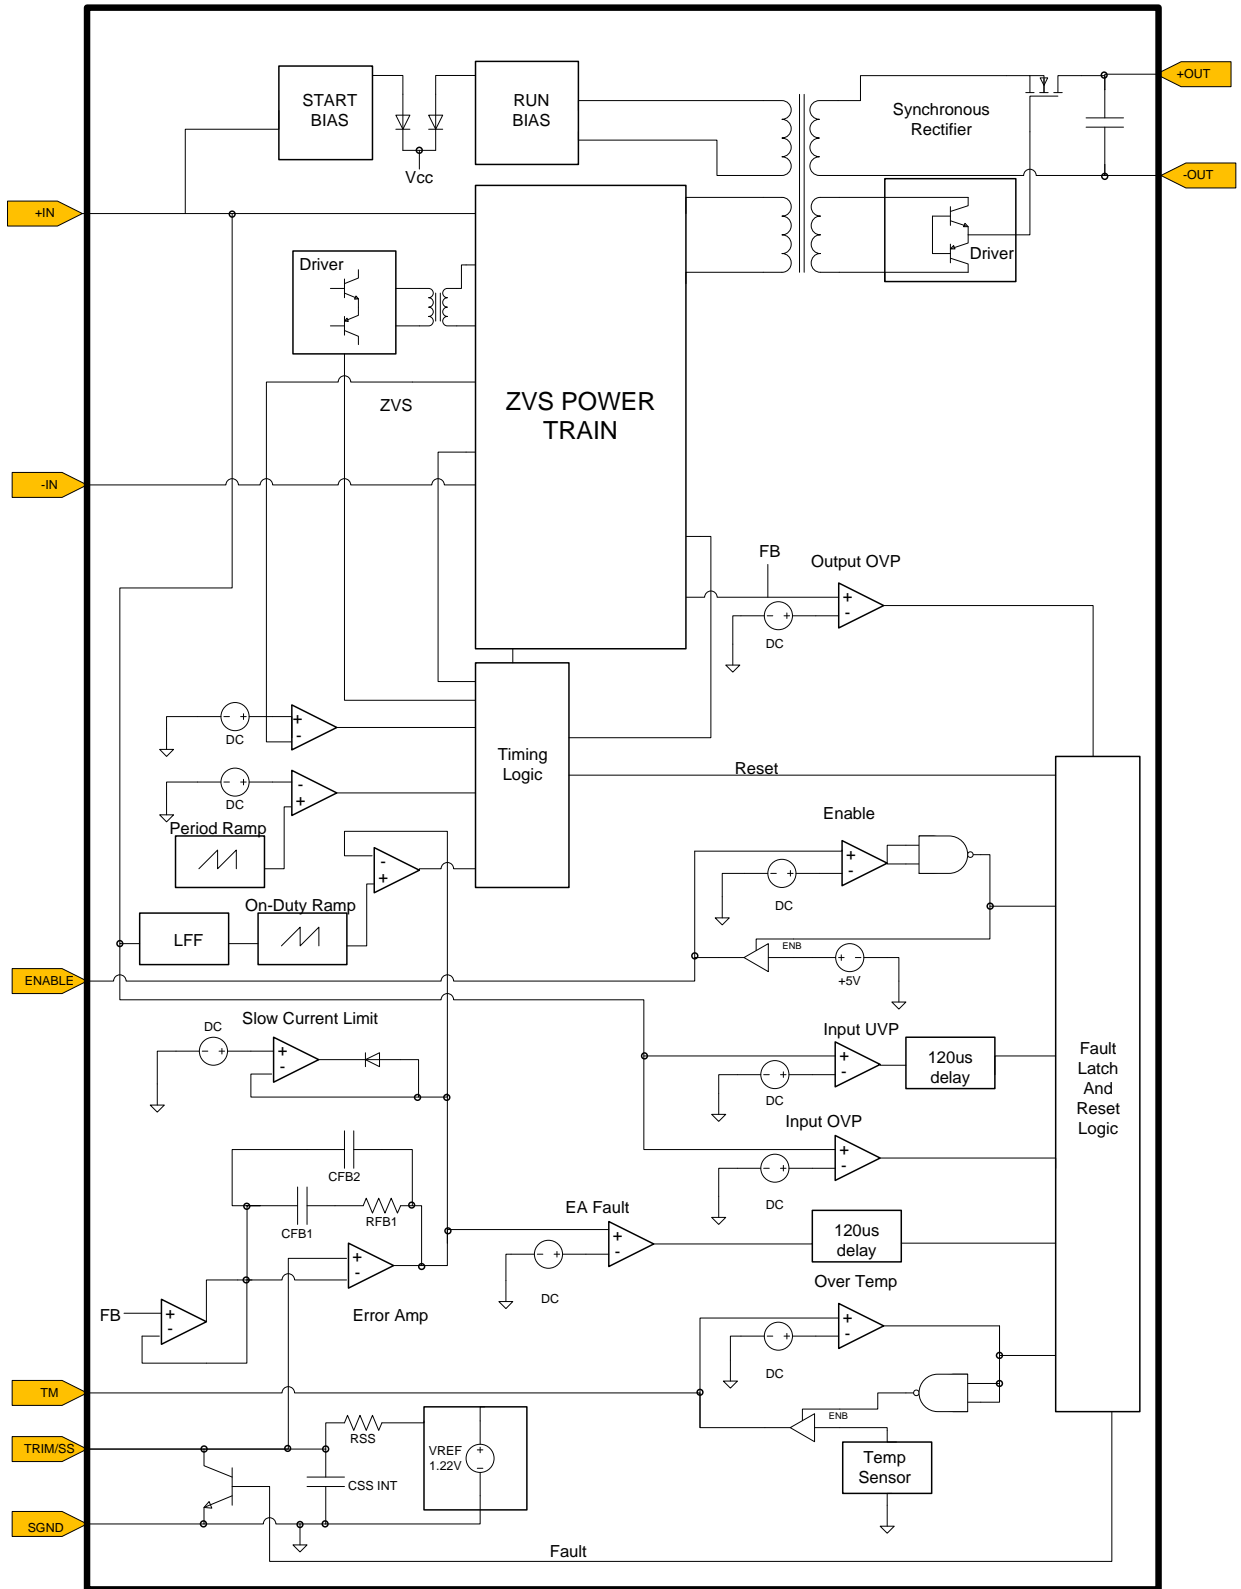 START
BIAS
RUN
BIAS
Vcc
Synchronous
Rectifier
+OUT
-OUT
+IN
Driver
Driver
ZVS
ZVS POWER
TRAIN
-IN
FB
Output OVP
- +
DC
+
-
- +
DC
+
-
Timing
Logic
- +
DC
-
+
Reset
Period Ramp
Enable
-
+
+
-
- +
DC
On-Duty Ramp
LFF
ENB
+ -
+5V
ENABLE
Slow Current Limit
DC
- +
+
-
Input UVP
+
-
- +
DC
120us
delay
Fault
Latch
And
Reset
Logic
Input OVP
+
-
- +
DC
CFB2
CFB1
RFB1
EA Fault
+
-
- +
DC
120us
delay
+
-
Error Amp
FB
+
-
Over Temp
+
-
- +
DC
TM
ENB
TRIM/SS
RSS
VREF
1.22V
+
-
CSS INT
Temp
Sensor
SGND
Fault